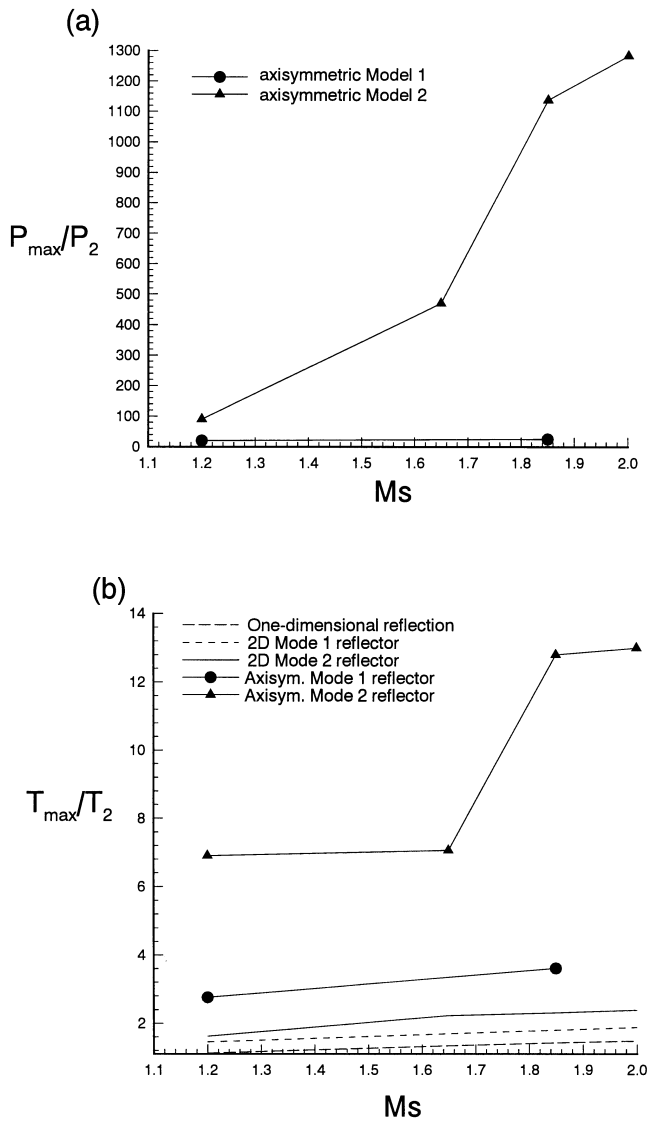 (a)
1300
1200
1100
1000
900
800
700
600
500
400
300
200
100
0
Pmax/P2
axisymmetric Model 1
axisymmetric Model 2
1.1 1.2 1.3 1.4 1.5 1.6 1.7 1.8 1.9 2.0
Ms
(b)
14
12
10
8
6
4
2
Tmax/T2
One-dimensional reflection
2D Mode 1 reflector
2D Mode 2 reflector
Axisym. Mode 1 reflector
Axisym. Mode 2 reflector
1.1 1.2 1.3 1.4 1.5 1.6 1.7 1.8 1.9 2.0
Ms